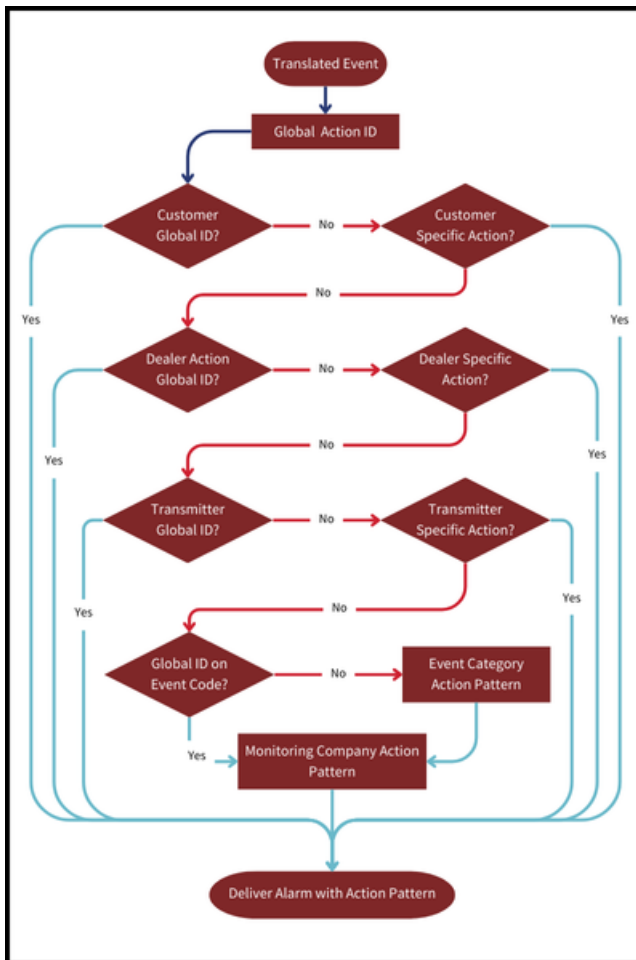 Translated Event
Global Action ID
Customer
Global ID?
No
Customer
Specific Action?
No
Yes
Yes
Dealer Action
Global ID?
No
Dealer Specific
Action?
No
Yes
Yes
Transmitter
Global ID?
No
Transmitter
Specific Action?
No
Yes
Yes
Global ID on
Event Code?
No
Event Category
Action Pattern
Yes
Monitoring Company Action
Pattern
Deliver Alarm with Action Pattern